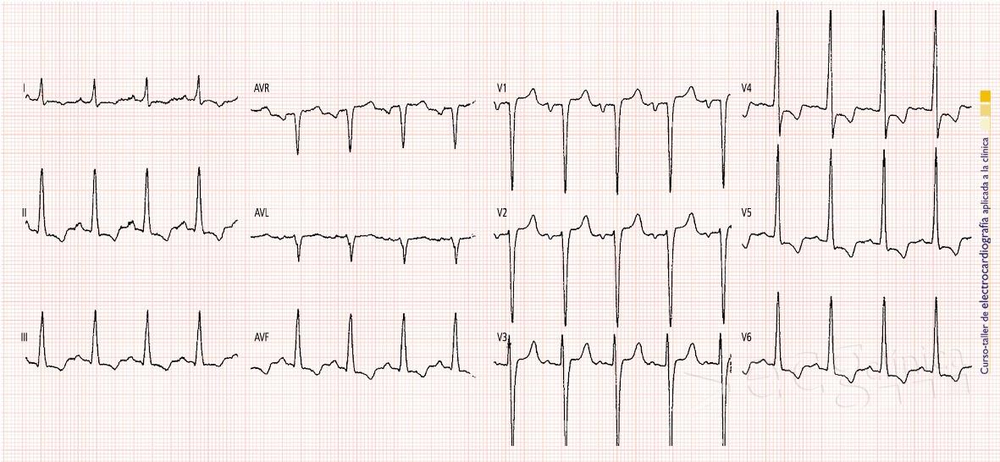 I
AVR
V1
V4
II
AVL
V2
V5
III
AVF
V3
V6
Curso-taller de electrocardiografía aplicada a la clínica